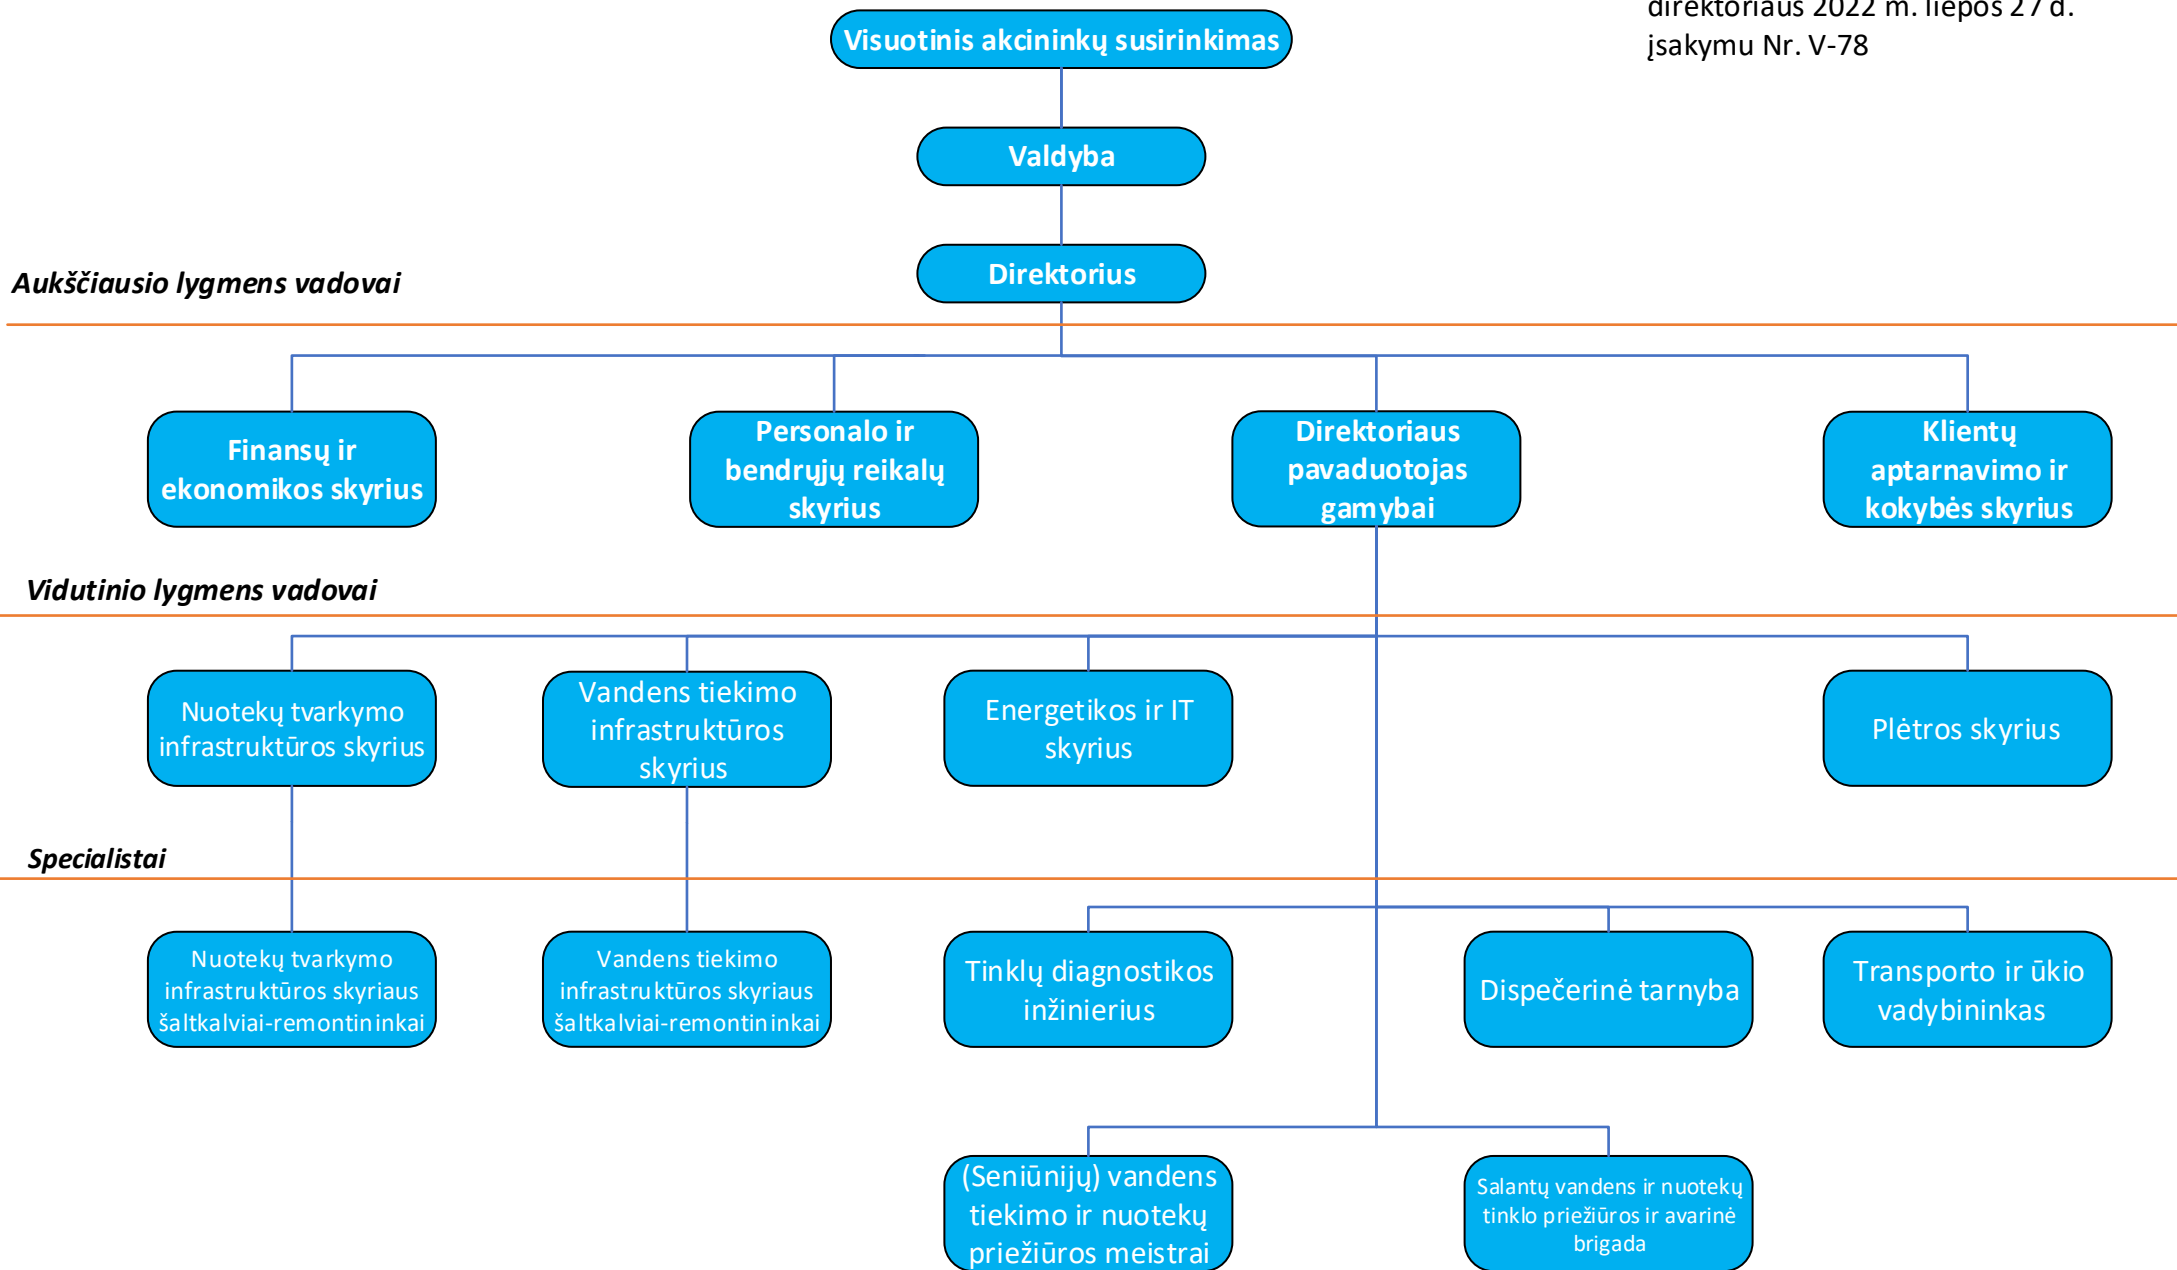 direktoriaus 2022 m. liepos 27 d.
įsakymu Nr. V-78
Visuotinis akcininkų susirinkimas
Valdyba
Direktorius
Aukščiausio lygmens vadovai
Finansų ir
ekonomikos skyrius
Personalo ir
bendrųjų reikalų
skyrius
Direktoriaus
pavaduotojas
gamybai
Klientų
aptarnavimo ir
kokybės skyrius
Vidutinio lygmens vadovai
Nuotekų tvarkymo
infrastruktūros skyrius
Vandens tiekimo
infrastruktūros
skyrius
Energetikos ir IT
skyrius
Plėtros skyrius
Specialistai
Nuotekų tvarkymo
infrastruktūros skyriaus
šaltkalviai-remontininkai
Vandens tiekimo
infrastruktūros skyriaus
šaltkalviai-remontininkai
Tinklų diagnostikos
inžinierius
Dispečerinė tarnyba
Transporto ir ūkio
vadybininkas
(Seniūnijų) vandens
tiekimo ir nuotekų
priežiūros meistrai
Salantų vandens ir nuotekų
tinklo priežiūros ir avarinė
brigada